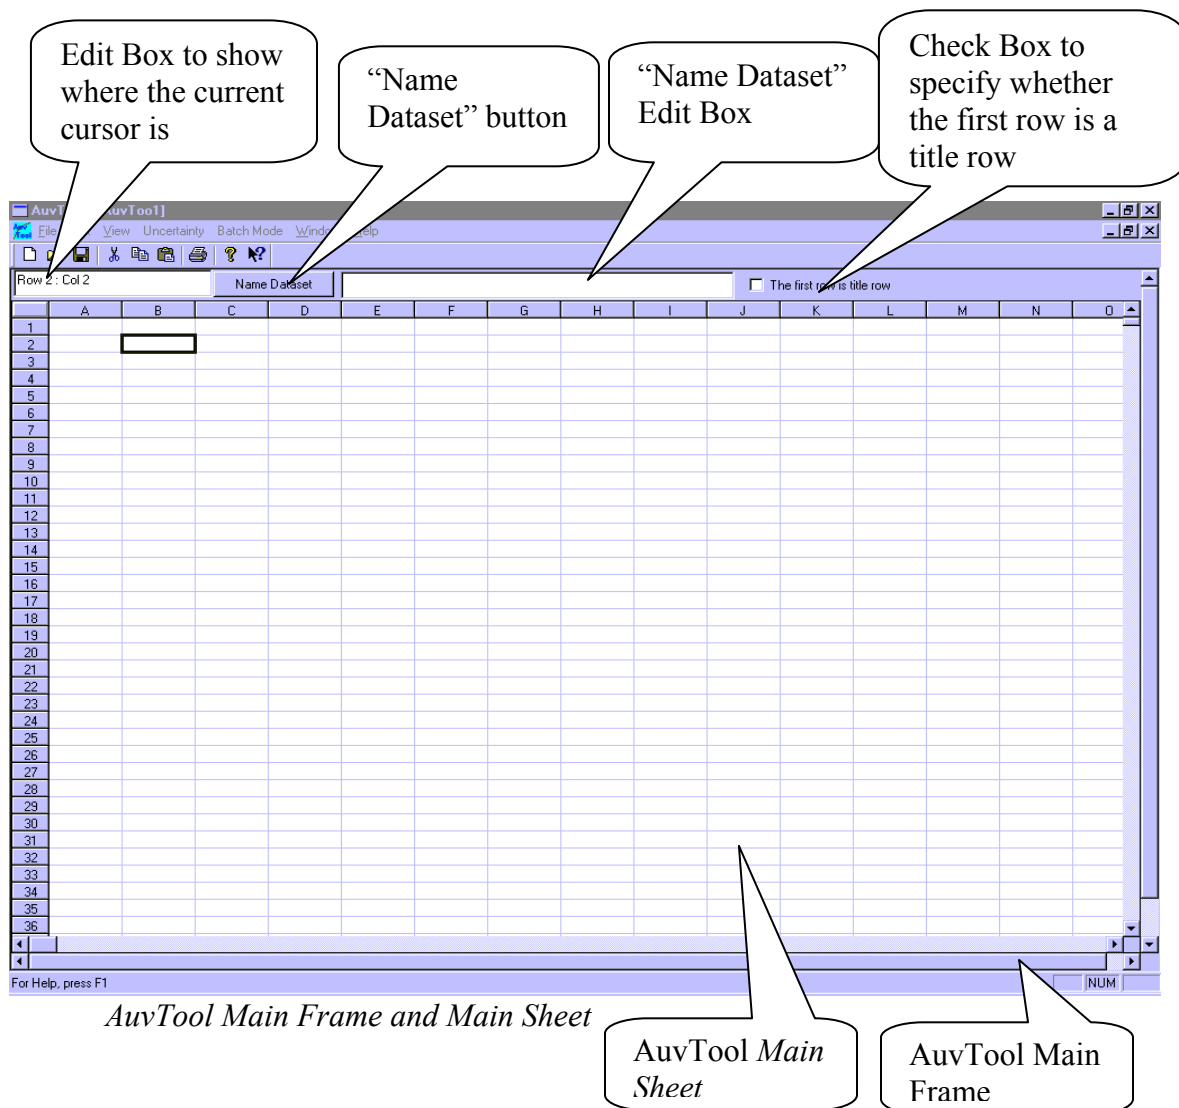 Edit Box to show
where the current
cursor is
“Name
Dataset” button
“Name Dataset”
Edit Box
Check Box to
specify whether
the first row is a
title row
View Uncertainty Batch Mode Help
Row 2 : Col 2
Name Dataset
The first row is title row
A B C D E F G H I J K L M N O
1
2
3
4
5
6
7
8
9
10
11
12
13
14
15
16
17
18
19
20
21
22
23
24
25
26
27
28
29
30
31
32
33
34
35
36
For Help, press F1
NUM
AuvTool Main Frame and Main Sheet
AuvTool Main
Sheet
AuvTool Main
Frame